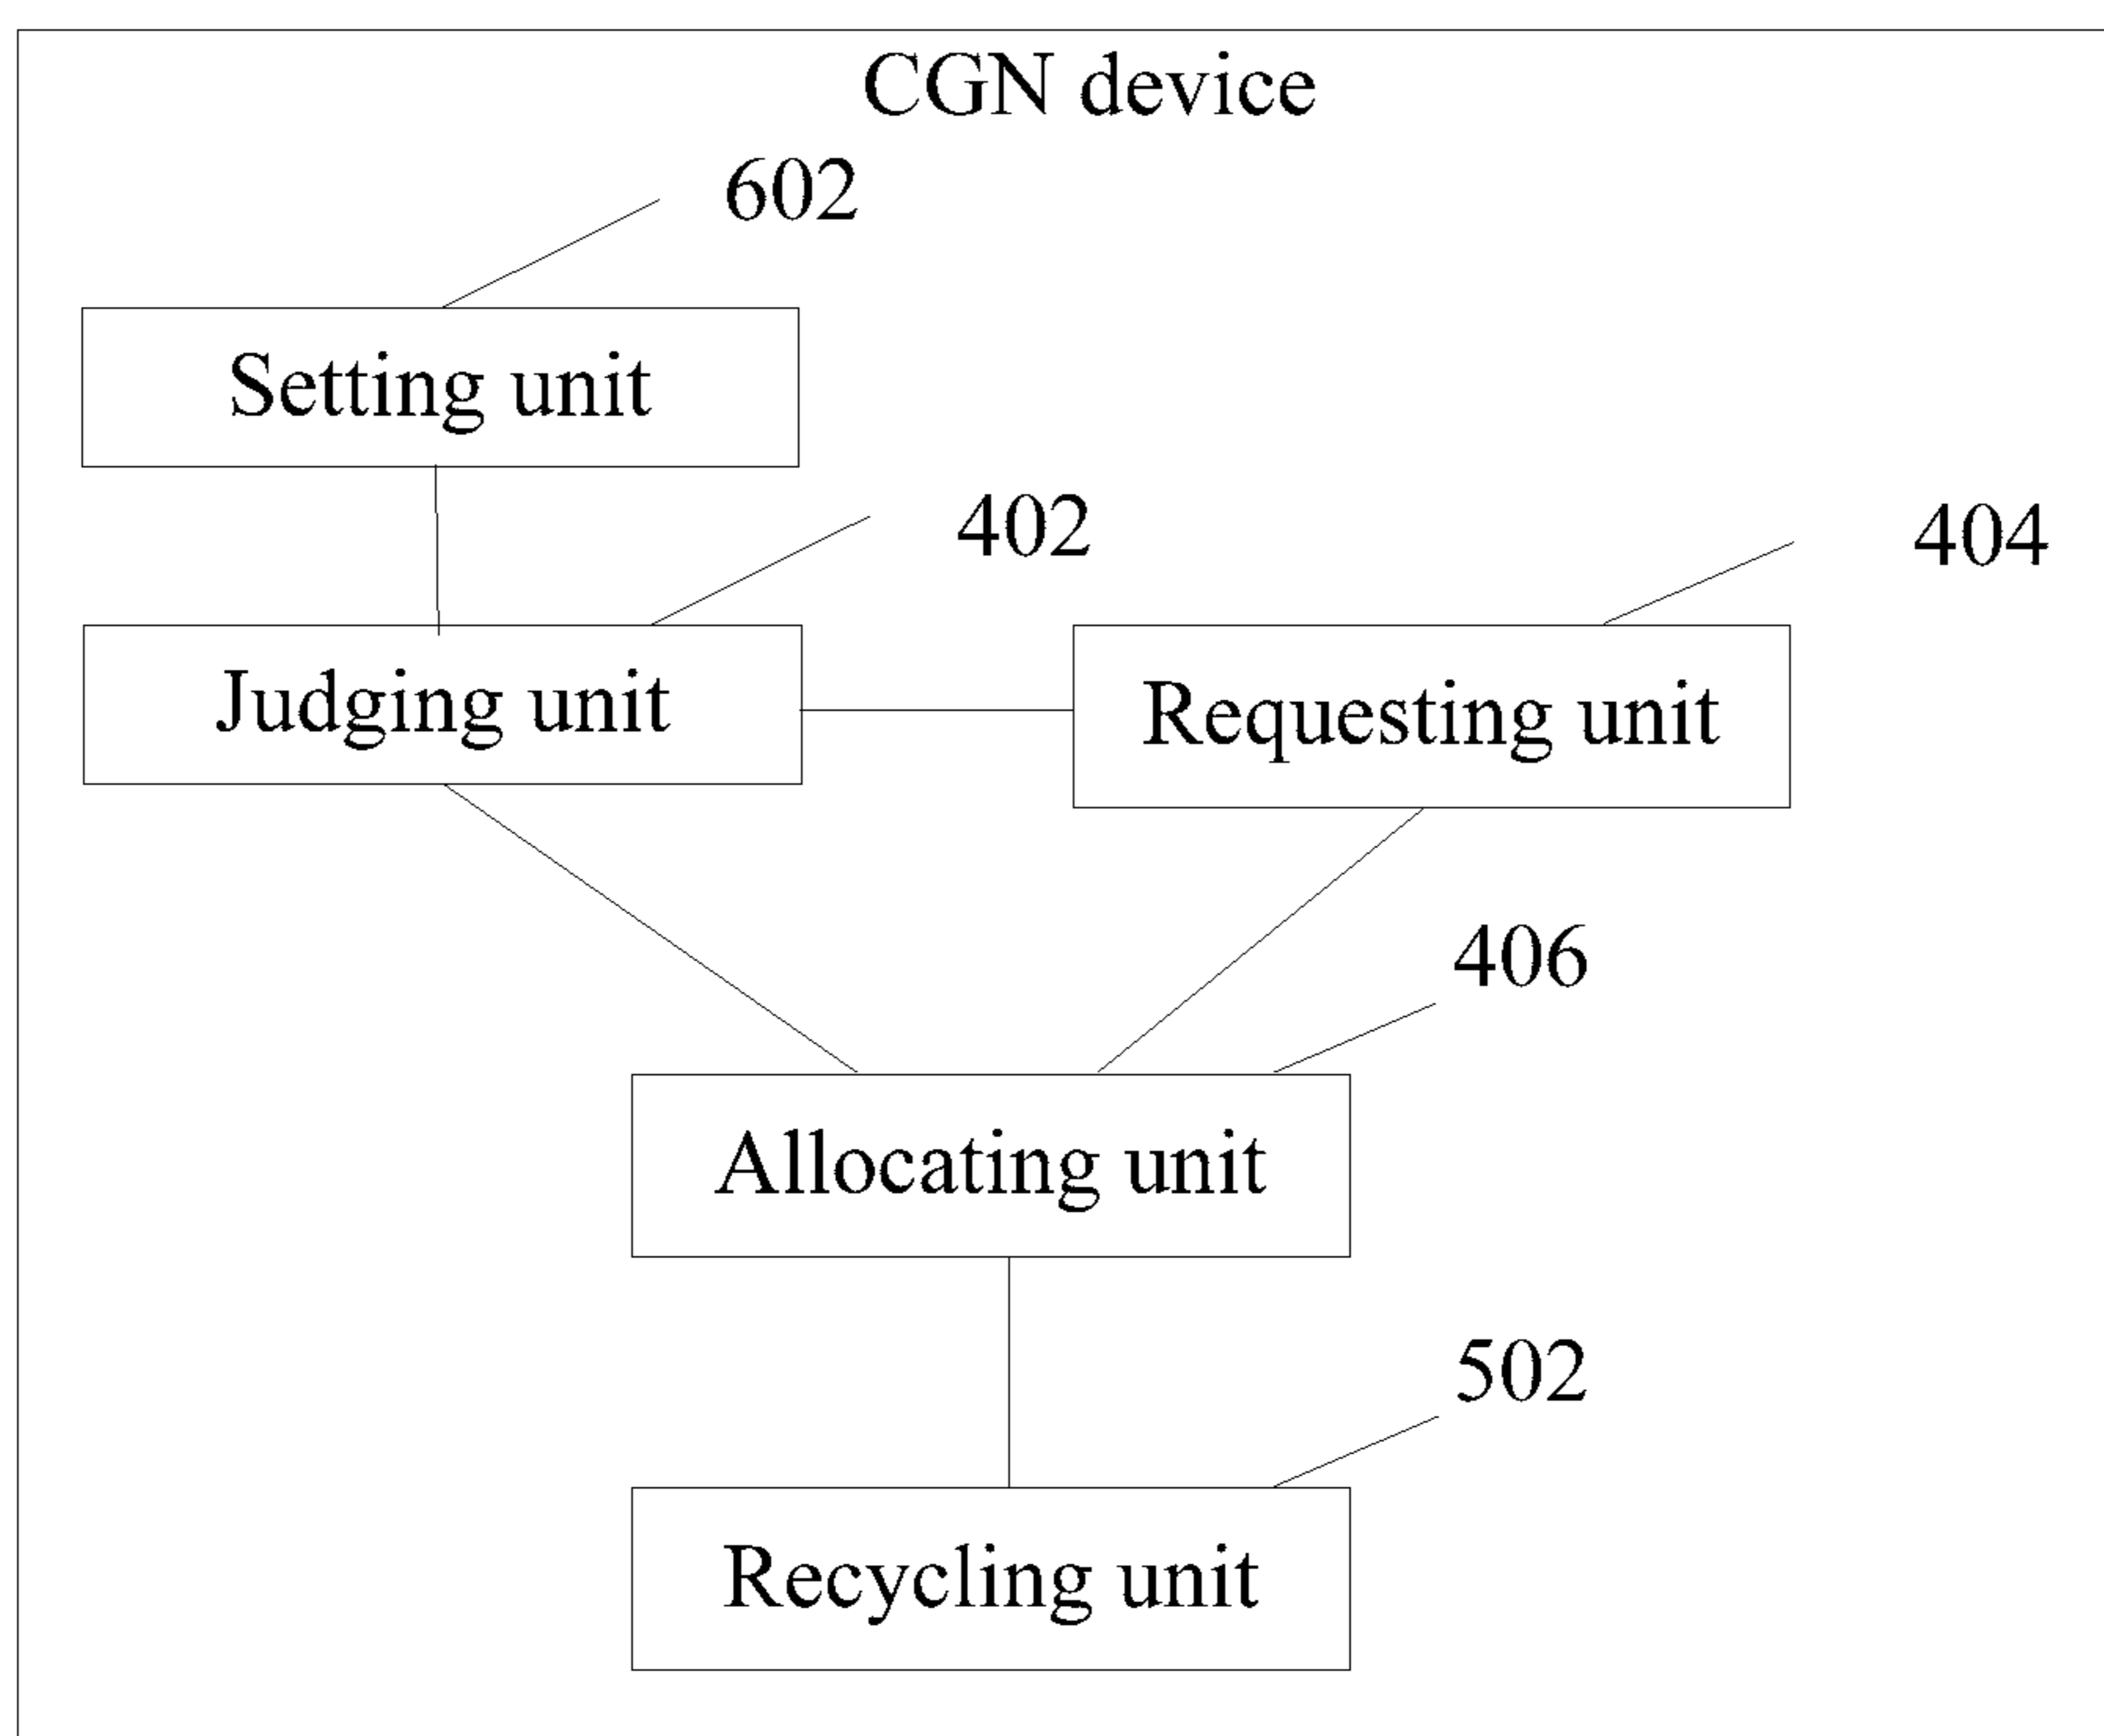 CGN device
602
Setting unit
402
404
Judging unit
Requesting unit
406
Allocating unit
502
Recycling unit